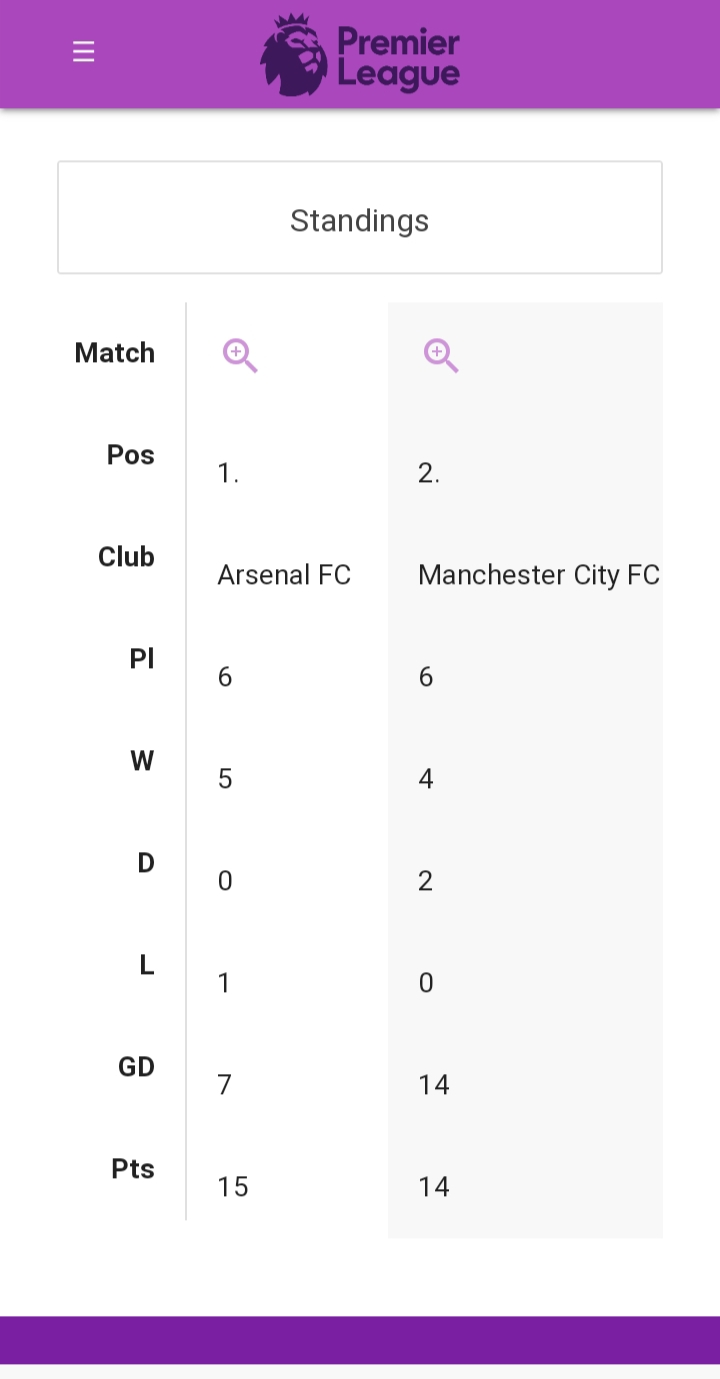 Premier
League
Standings
Match
Pos 1. 2.
Club Arsenal FC Manchester City FC
Pl 6 6
W 5 4
D 0 2
L 1 0
GD 7 14
Pts 15 14